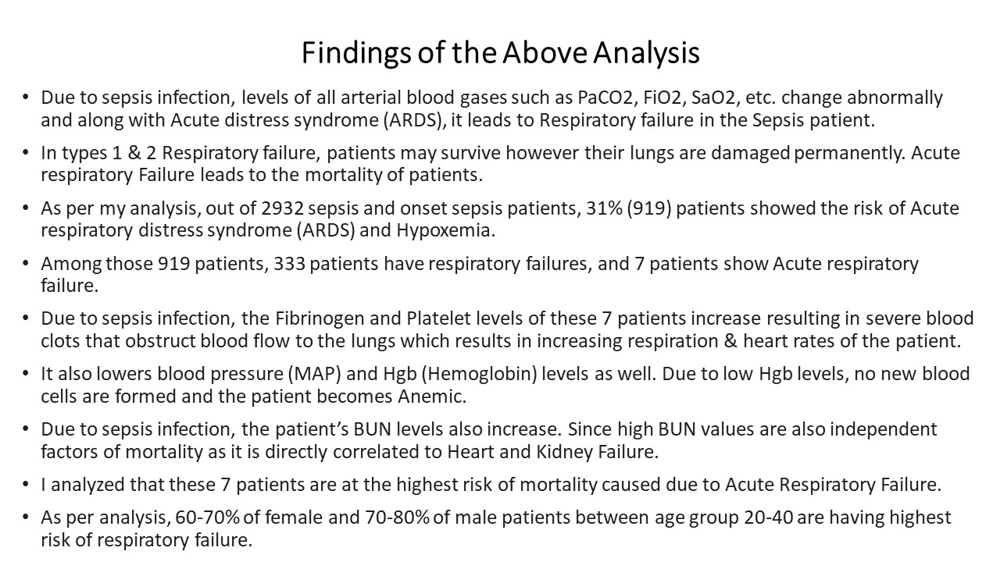 Findings of the Above Analysis
• Due to sepsis infection, levels of all arterial blood gases such as PaCO2, FiO2, SaO2, etc. change abnormally
and along with Acute distress syndrome (ARDS), it leads to Respiratory failure in the Sepsis patient.
• In types 1 & 2 Respiratory failure, patients may survive however their lungs are damaged permanently. Acute
respiratory Failure leads to the mortality of patients.
• As per my analysis, out of 2932 sepsis and onset sepsis patients, 31% (919) patients showed the risk of Acute
respiratory distress syndrome (ARDS) and Hypoxemia.
• Among those 919 patients, 333 patients have respiratory failures, and 7 patients show Acute respiratory
failure.
• Due to sepsis infection, the Fibrinogen and Platelet levels of these 7 patients increase resulting in severe blood
clots that obstruct blood flow to the lungs which results in increasing respiration & heart rates of the patient.
• It also lowers blood pressure (MAP) and Hgb (Hemoglobin) levels as well. Due to low Hgb levels, no new blood
cells are formed and the patient becomes Anemic.
• Due to sepsis infection, the patient’s BUN levels also increase. Since high BUN values are also independent
factors of mortality as it is directly correlated to Heart and Kidney Failure.
• I analyzed that these 7 patients are at the highest risk of mortality caused due to Acute Respiratory Failure.
• As per analysis, 60-70% of female and 70-80% of male patients between age group 20-40 are having highest
risk of respiratory failure.